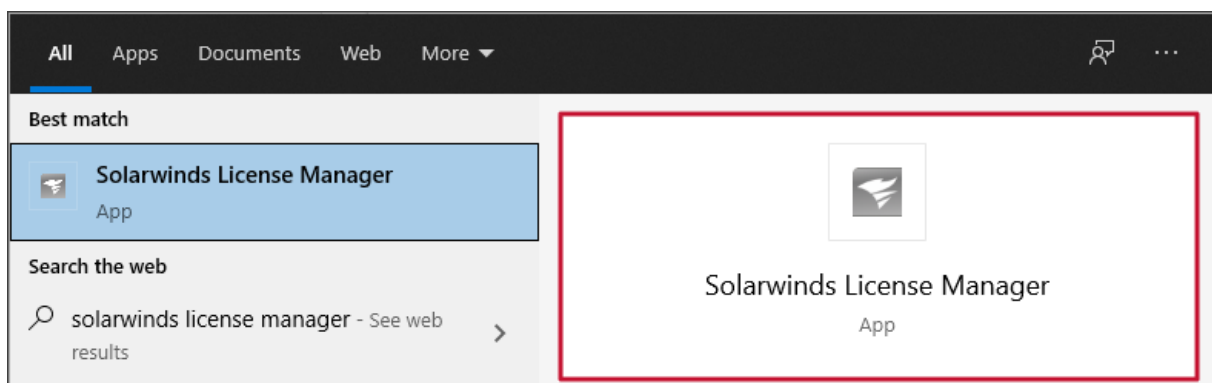 All Apps Documents Web More
Best match
Solarwinds License Manager
App
Search the web
solarwinds license manager - See web
results
Solarwinds License Manager
App